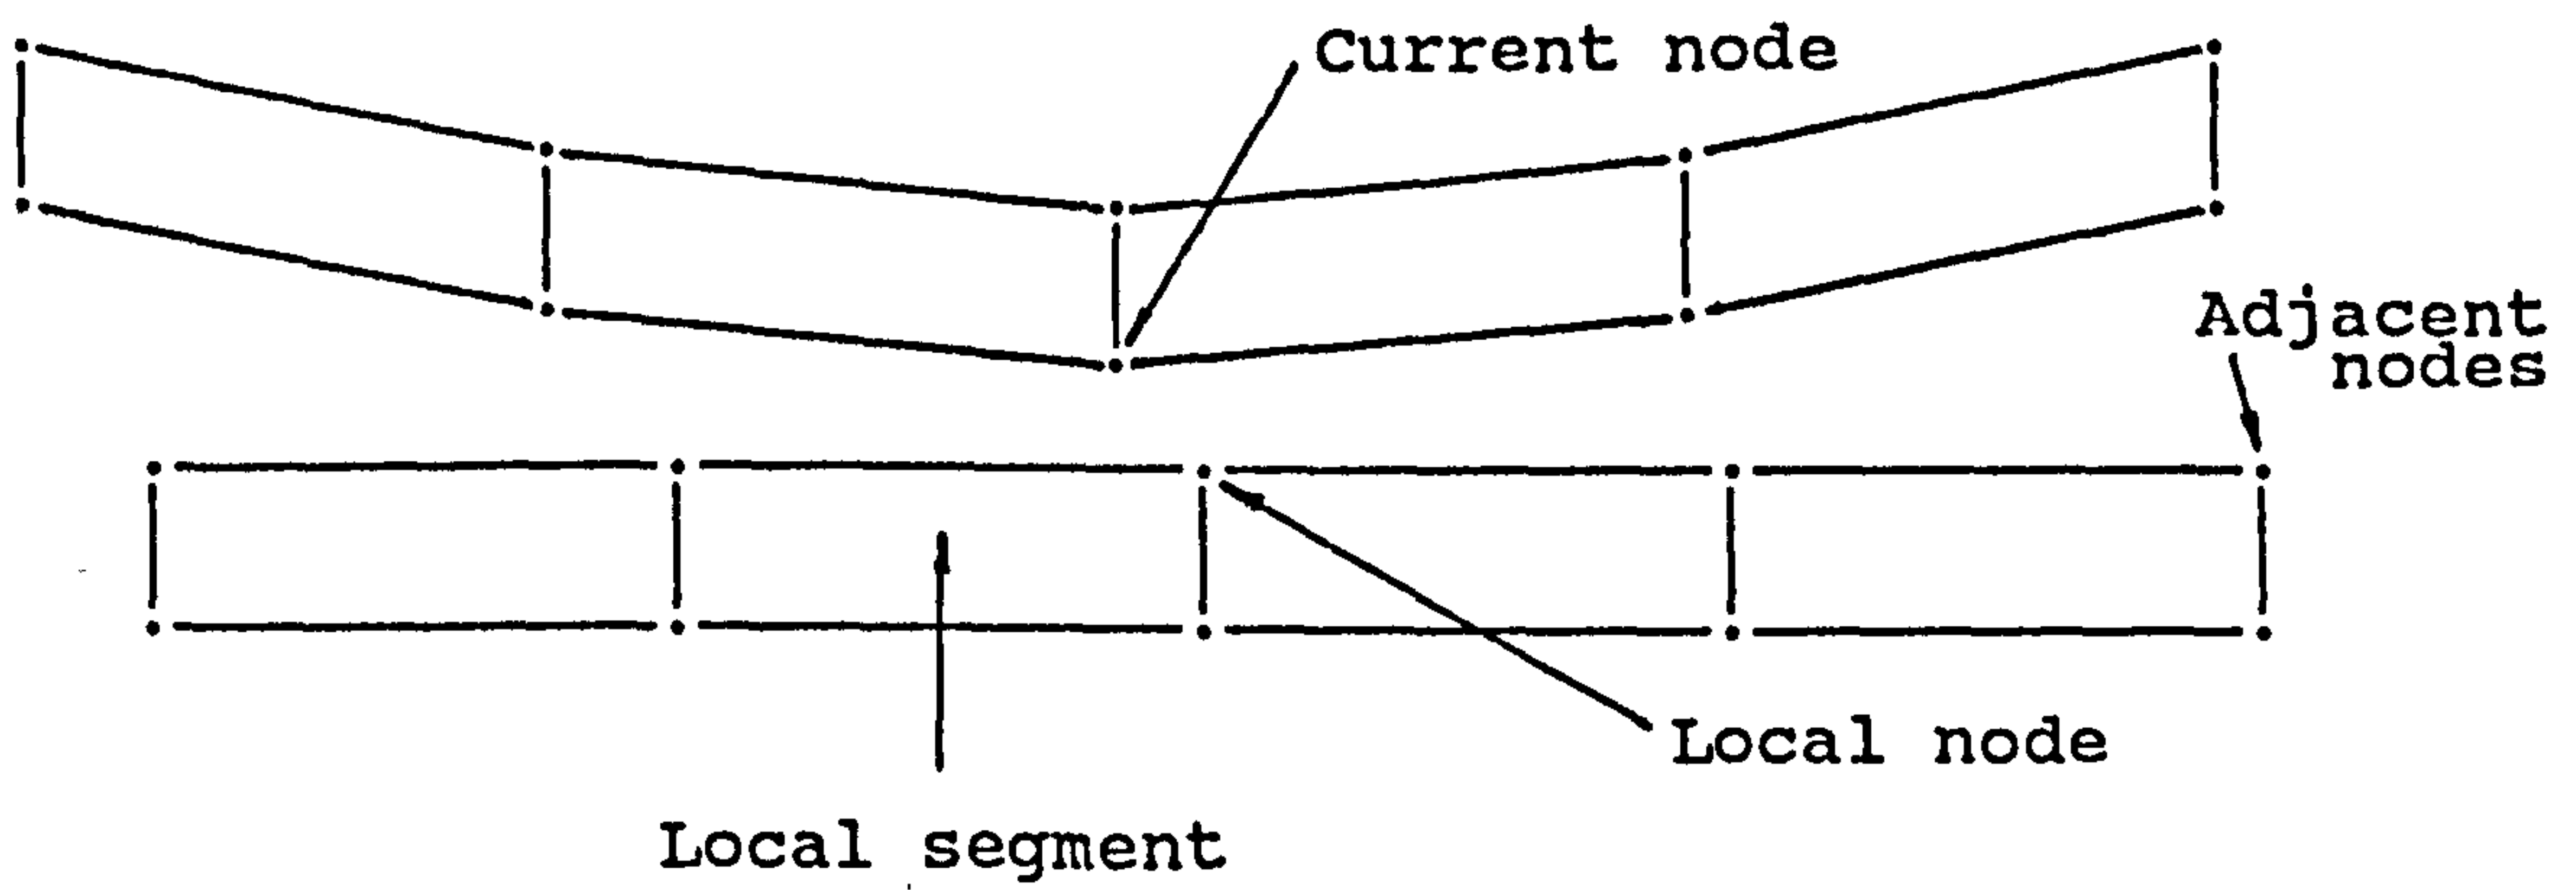 Current node
Adjacent
nodes
Local node
Local segment